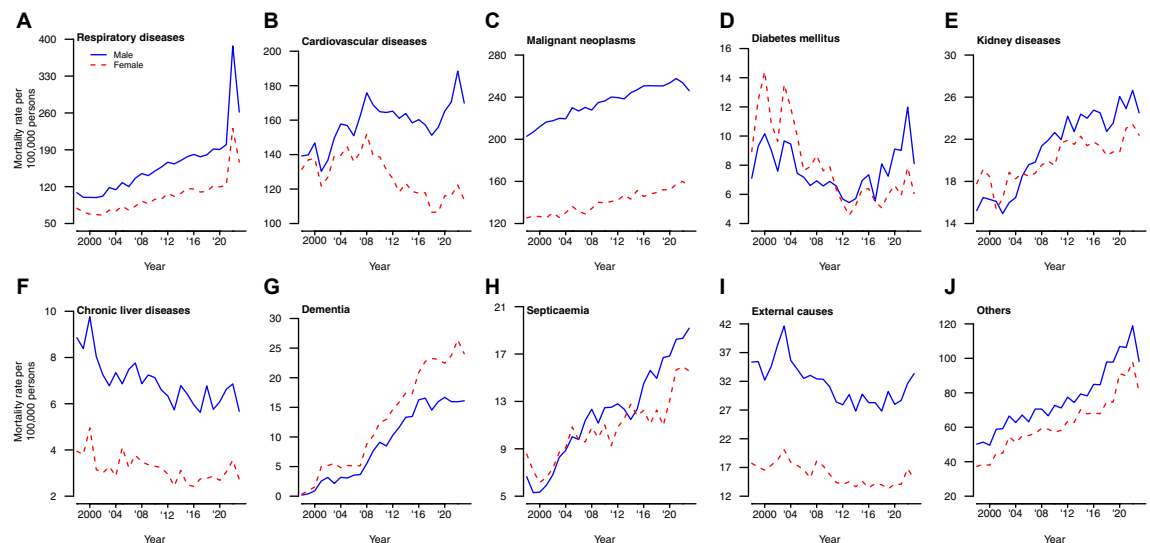 A
Respiratory diseases
Male
Female
Mortality rate per
100,000 persons
400
330
260
190
120
50
2000 '04 '08 12 '16 '20
Year
B
Cardiovascular diseases
200
180
160
140
120
100
2000 '04 '08 12 '16 '20
Year
C
Malignant neoplasms
280
240
200
160
120
2000 '04 '08 12 '16 '20
Year
D
Diabetes mellitus
16
14
12
10
8
6
4
2000 '04 '08 12 '16 '20
Year
E
Kidney diseases
30
26
22
18
14
2000 '04 '08 12 '16 '20
Year
F
Chronic liver diseases
Mortality rate per
100,000 persons
10
8
6
4
2
2000 '04 '08 12 '16 '20
Year
G
Dementia
30
25
20
15
10
5
0
2000 '04 '08 12 '16 '20
Year
H
Septicaemia
21
17
13
9
5
2000 '04 '08 12 '16 '20
Year
I
External causes
42
37
32
27
22
17
12
2000 '04 '08 12 '16 '20
Year
J
Others
120
100
80
60
40
20
2000 '04 '08 12 '16 '20
Year